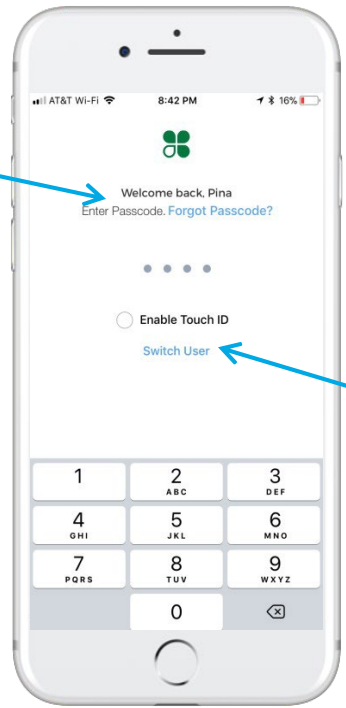 AT&T Wi-Fi 8:42 PM 16%
Welcome back, Pina
Enter Passcode. Forgot Passcode?
Enable Touch ID
Switch User
1 2 3
ABC DEF
4 5 6
GHI JKL MNO
7 8 9
PQRS TUV WXYZ
0